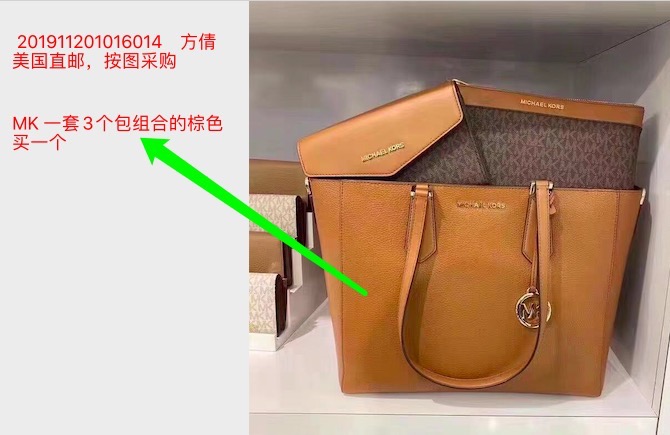 201911201016014 方倩
美国直邮，按图采购
MK 一套3个包组合的棕色
买一个
MICHAEL KORS
MICHAEL KORS
MICHAEL KORS
MK